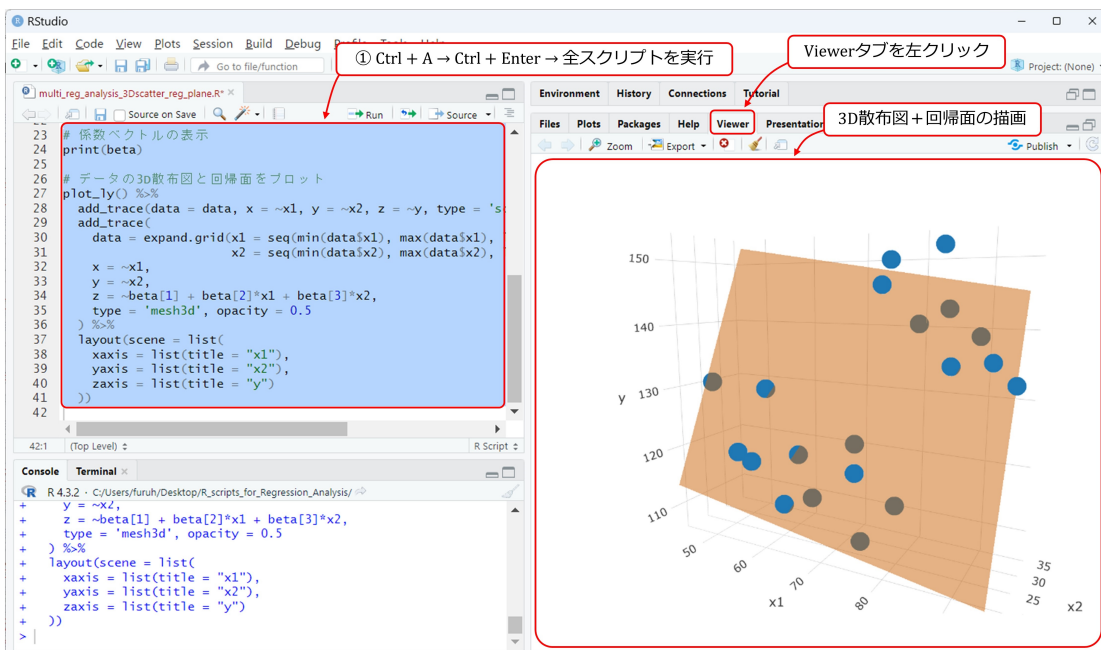 RStudio
File Edit Code View Plots Session Build Debug
① Ctrl + A → Ctrl + Enter → 全スクリプトを実行
Viewerタブを左クリック
Go to file/function
Project: (None)
multi_reg_analysis_3Dscatter_reg_plane.R*
Source on Save
Run
Source
23 # 係数ベクトルの表示
24 print(beta)
25
26 # データの3D散布図と回帰面をプロット
27 plot_ly() %>%
28 add_trace(data = data, x = ~x1, y = ~x2, z = ~y, type = 's
29 add_trace(
30 data = expand.grid(x1 = seq(min(data$x1), max(data$x1),
31 x2 = seq(min(data$x2), max(data$x2),
32 x = ~x1,
33 y = ~x2,
34 z = ~beta[1] + beta[2]*x1 + beta[3]*x2,
35 type = 'mesh3d', opacity = 0.5
36 ) %>%
37 layout(scene = list(
38 xaxis = list(title = "x1"),
39 yaxis = list(title = "x2"),
40 zaxis = list(title = "y")
41 ))
42
42:1 (Top Level) R Script
Console Terminal
R 4.3.2 · C:/Users/furuh/Desktop/R_scripts_for_Regression_Analysis/
+ y = ~x2,
+ z = ~beta[1] + beta[2]*x1 + beta[3]*x2,
+ type = 'mesh3d', opacity = 0.5
+ ) %>%
+ layout(scene = list(
+ xaxis = list(title = "x1"),
+ yaxis = list(title = "x2"),
+ zaxis = list(title = "y")
+ ))
>
Environment History Connections Tutorial
Files Plots Packages Help Viewer Presentation
3D散布図＋回帰面の描画
Zoom Export Publish
150
140
130
120
110
y
50
60
70
80
x1
35
30
25
x2